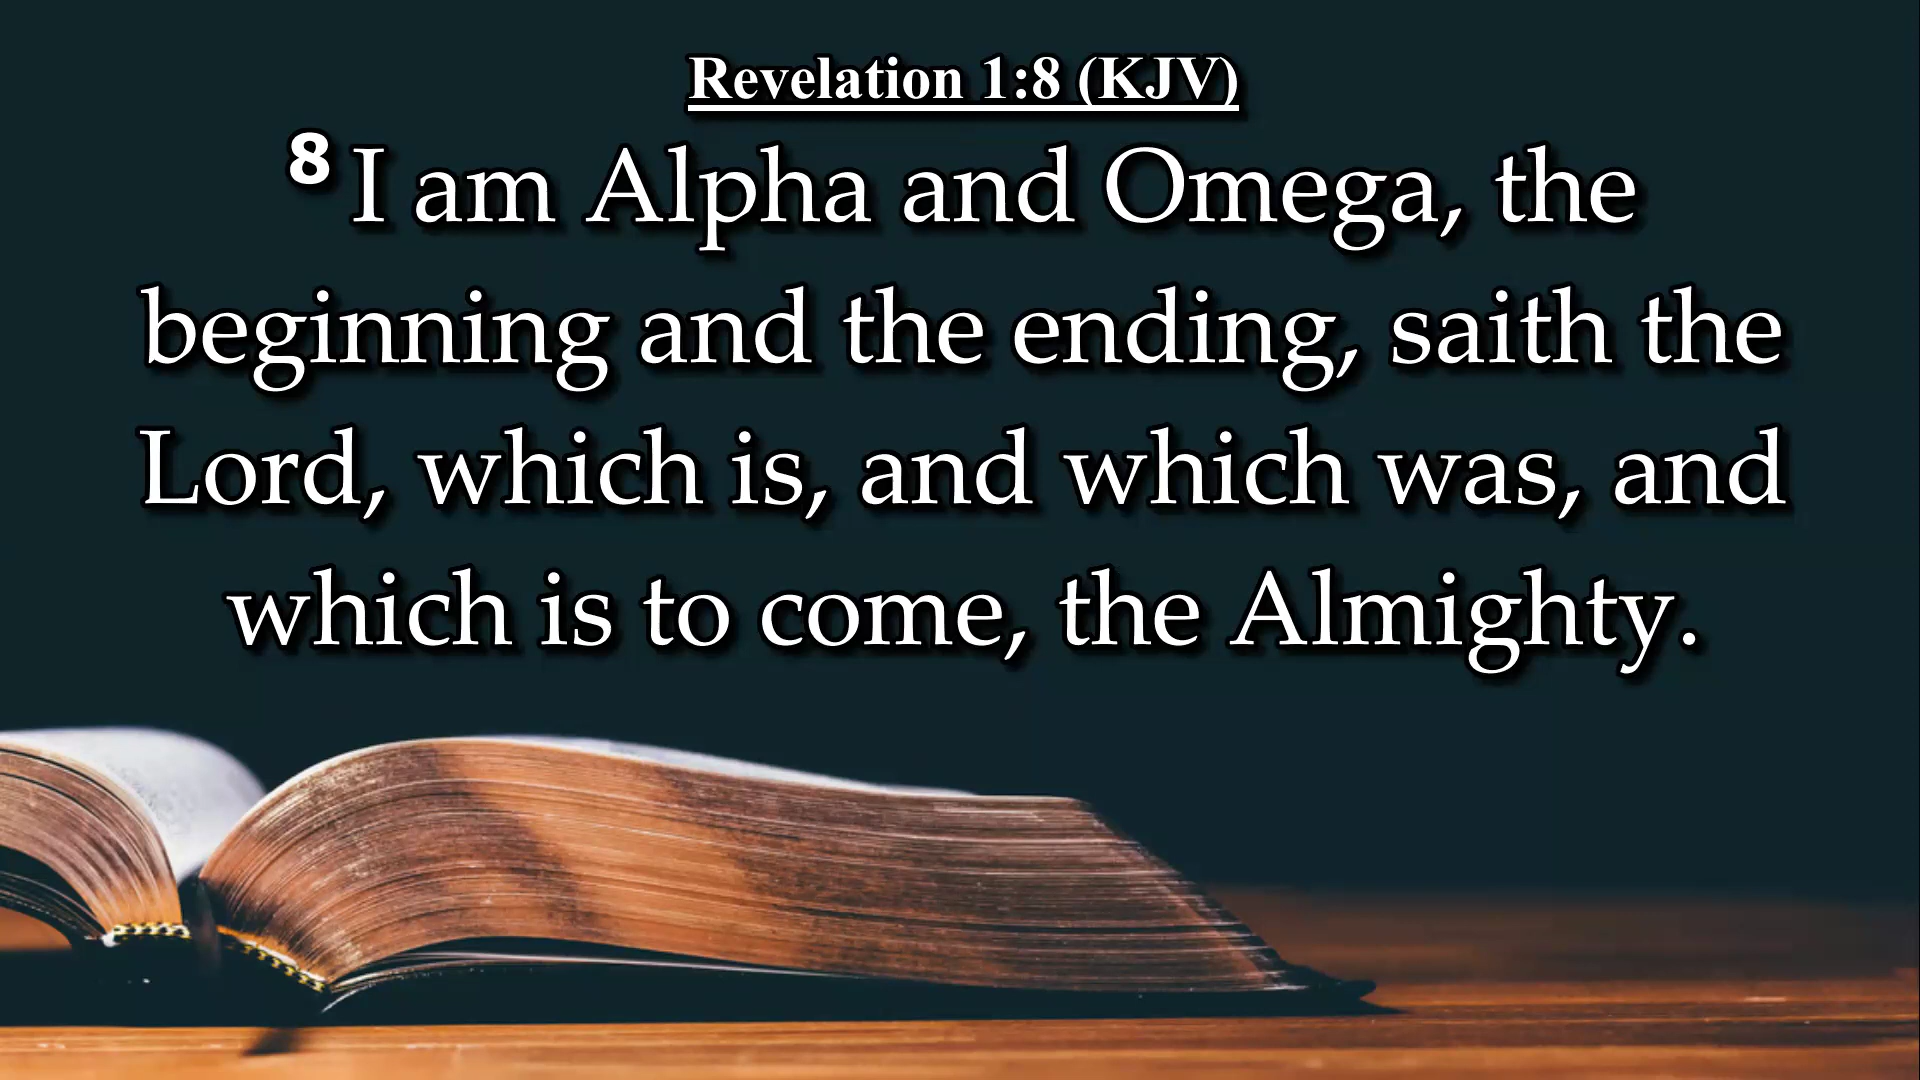 Revelation 1:8 (KJV)
8 I am Alpha and Omega, the
beginning and the ending, saith the
Lord, which is, and which was, and
which is to come, the Almighty.